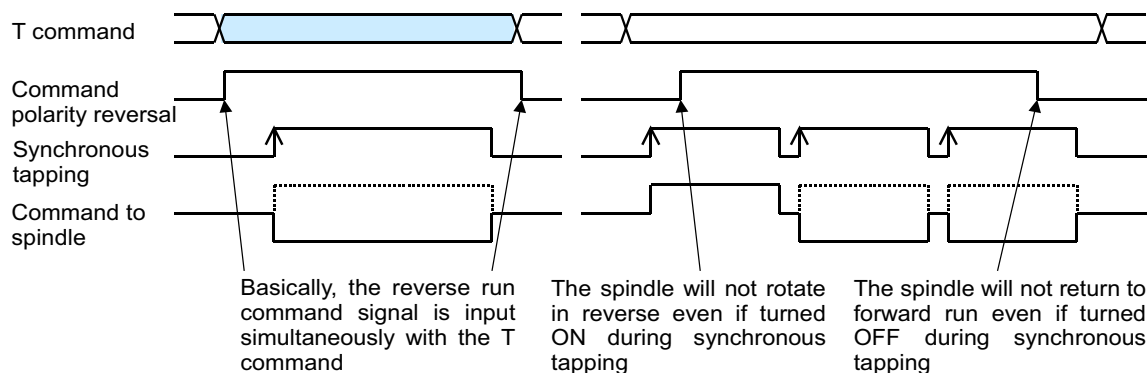 T command
Command
polarity reversal
Synchronous
tapping
Command to
spindle
Basically, the reverse run
command signal is input
simultaneously with the T
command
The spindle will not rotate
in reverse even if turned
ON during synchronous
tapping
The spindle will not return to
forward run even if turned
OFF during synchronous
tapping